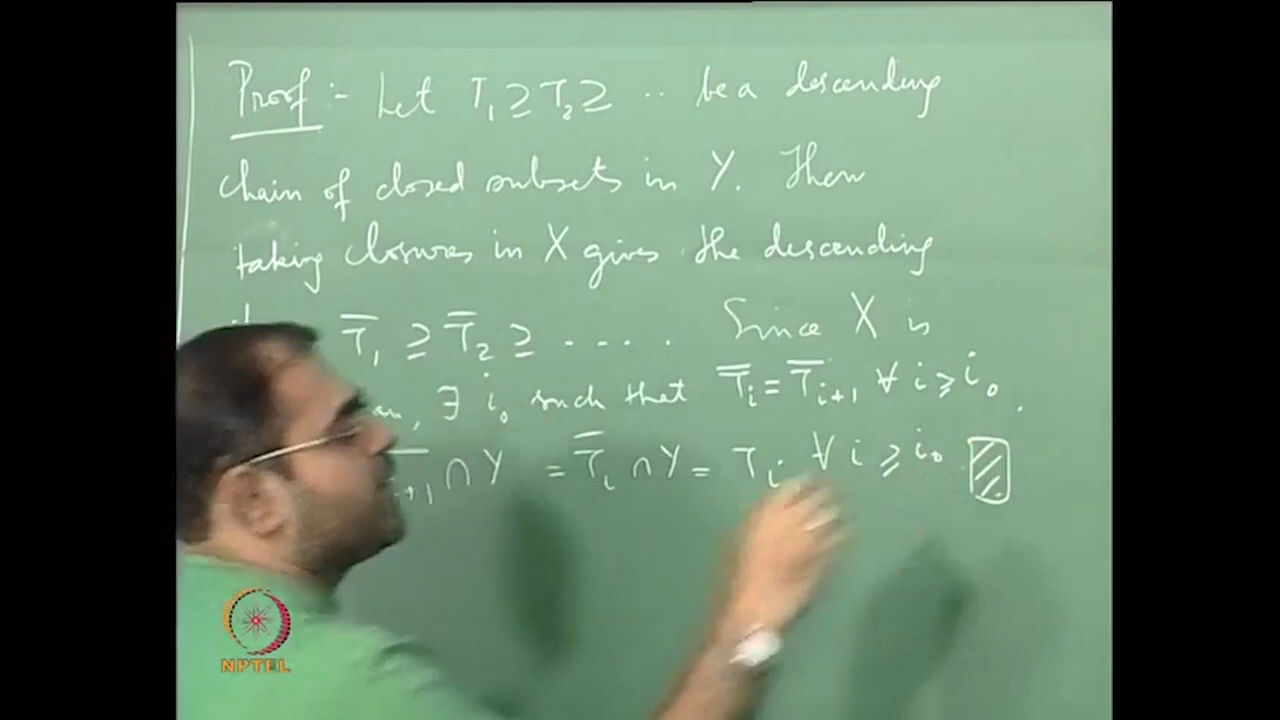 Proof :- Let T₁ ≥ T₂ ≥ .. be a descending
chain of closed subsets in Y. Then
taking closures in X gives the descending
T̅₁ ≥ T̅₂ ≥ - - . . . Since X is
∃ i₀ such that T̅ᵢ = T̅ᵢ₊₁ ∀ i ≥ i₀ .
∩ Y = T̅ᵢ ∩ Y = Tᵢ ∀ i ≥ i₀
NPTEL